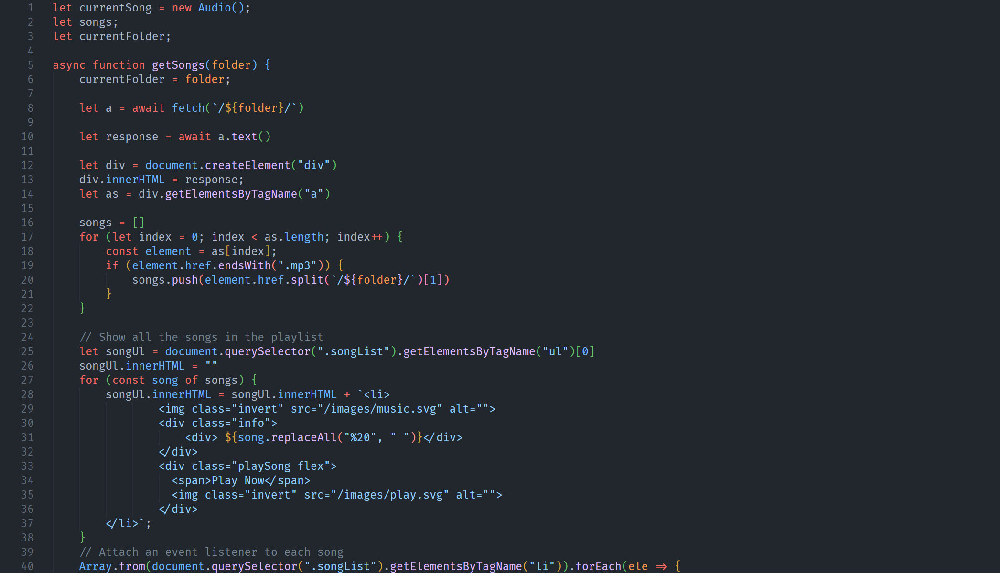 1 let currentSong = new Audio();
2 let songs;
3 let currentFolder;
4
5 async function getSongs(folder) {
6     currentFolder = folder;
7
8     let a = await fetch(`/${folder}/`)
9
10     let response = await a.text()
11
12     let div = document.createElement("div")
13     div.innerHTML = response;
14     let as = div.getElementsByTagName("a")
15
16     songs = []
17     for (let index = 0; index < as.length; index++) {
18         const element = as[index];
19         if (element.href.endsWith(".mp3")) {
20             songs.push(element.href.split(`/${folder}/`)[1])
21         }
22     }
23
24     // Show all the songs in the playlist
25     let songUl = document.querySelector(".songList").getElementsByTagName("ul")[0]
26     songUl.innerHTML = ""
27     for (const song of songs) {
28         songUl.innerHTML = songUl.innerHTML + `<li>
29                 <img class="invert" src="/images/music.svg" alt="">
30                 <div class="info">
31                     <div> ${song.replaceAll("%20", " ")}</div>
32                 </div>
33                 <div class="playSong flex">
34                   <span>Play Now</span>
35                   <img class="invert" src="/images/play.svg" alt="">
36                 </div>
37         </li>`;
38     }
39     // Attach an event listener to each song
40     Array.from(document.querySelector(".songList").getElementsByTagName("li")).forEach(ele => {